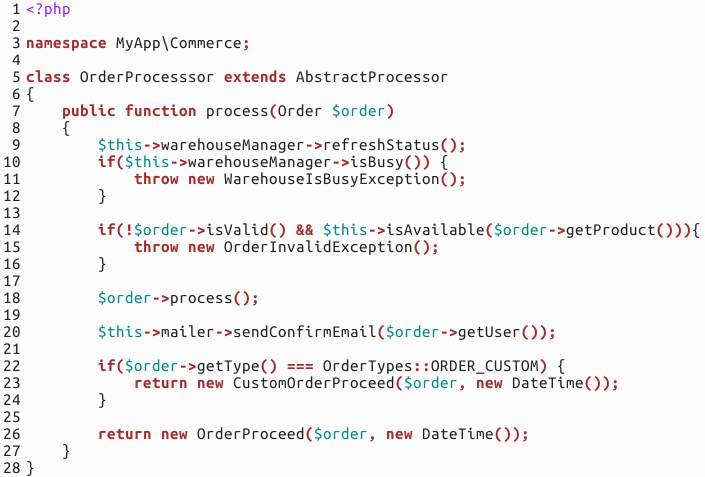 1 <?php
2
3 namespace MyApp\Commerce;
4
5 class OrderProcesssor extends AbstractProcessor
6 {
7     public function process(Order $order)
8     {
9         $this->warehouseManager->refreshStatus();
10         if($this->warehouseManager->isBusy()) {
11             throw new WarehouseIsBusyException();
12         }
13
14         if(!$order->isValid() && $this->isAvailable($order->getProduct())){
15             throw new OrderInvalidException();
16         }
17
18         $order->process();
19
20         $this->mailer->sendConfirmEmail($order->getUser());
21
22         if($order->getType() === OrderTypes::ORDER_CUSTOM) {
23             return new CustomOrderProceed($order, new DateTime());
24         }
25
26         return new OrderProceed($order, new DateTime());
27     }
28 }